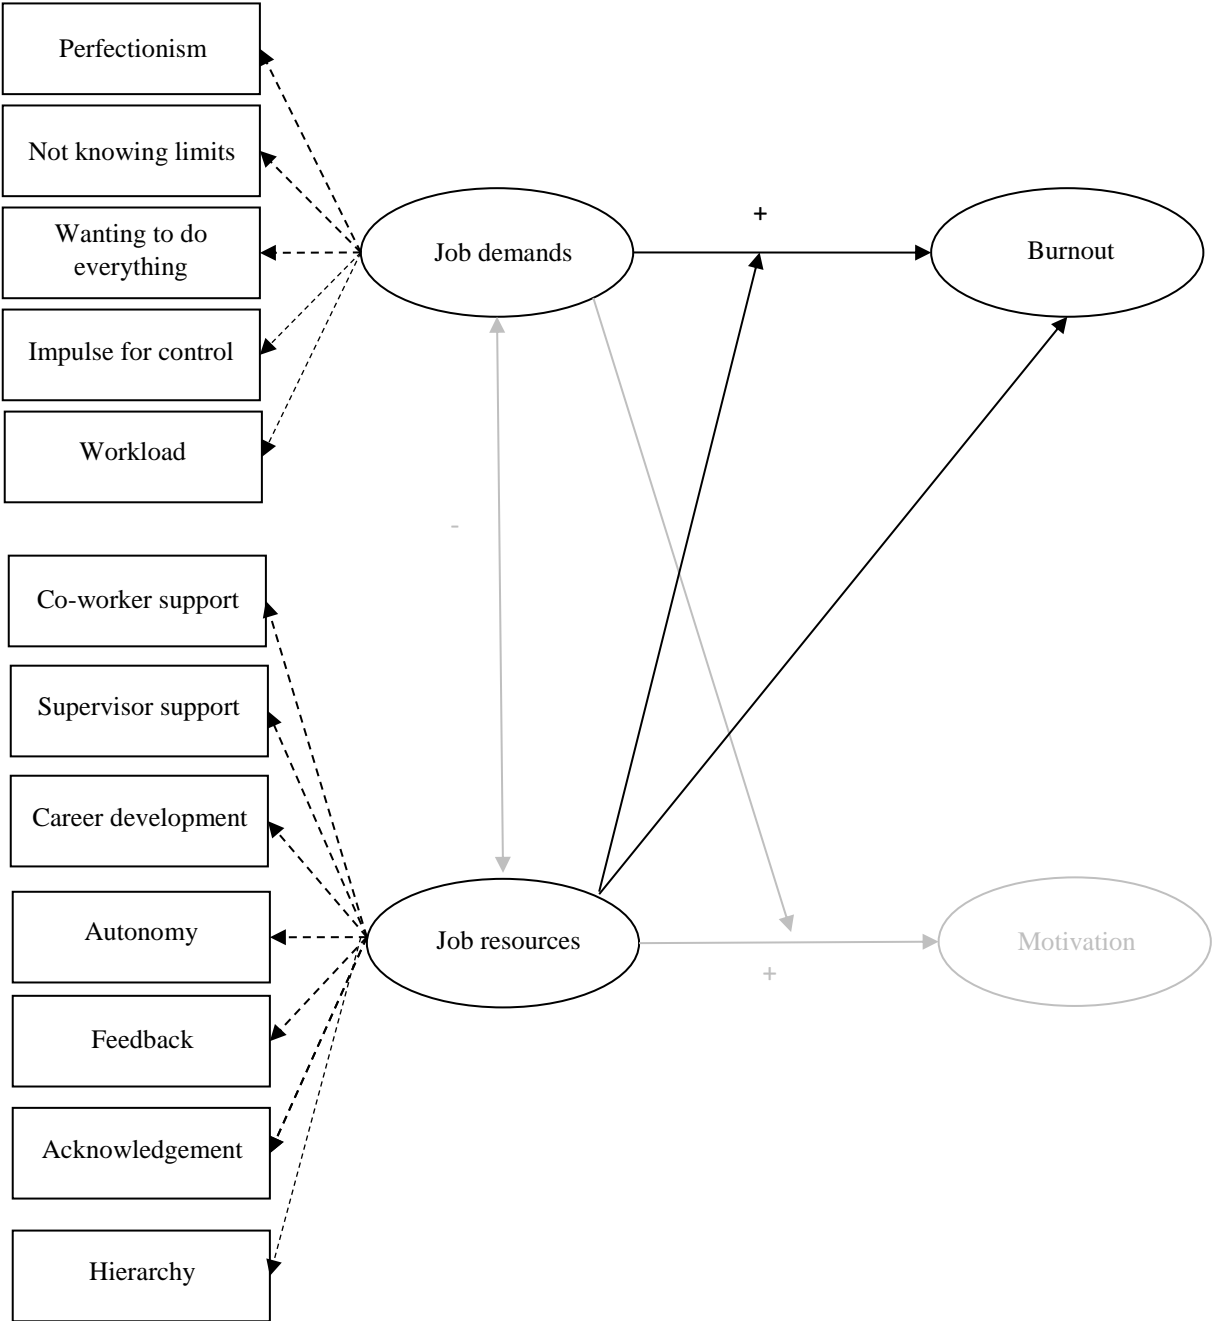 Perfectionism
Not knowing limits
Wanting to do
everything
Impulse for control
Workload
Job demands
+
Burnout
-
Co-worker support
Supervisor support
Career development
Autonomy
Feedback
Acknowledgement
Hierarchy
Job resources
+
Motivation